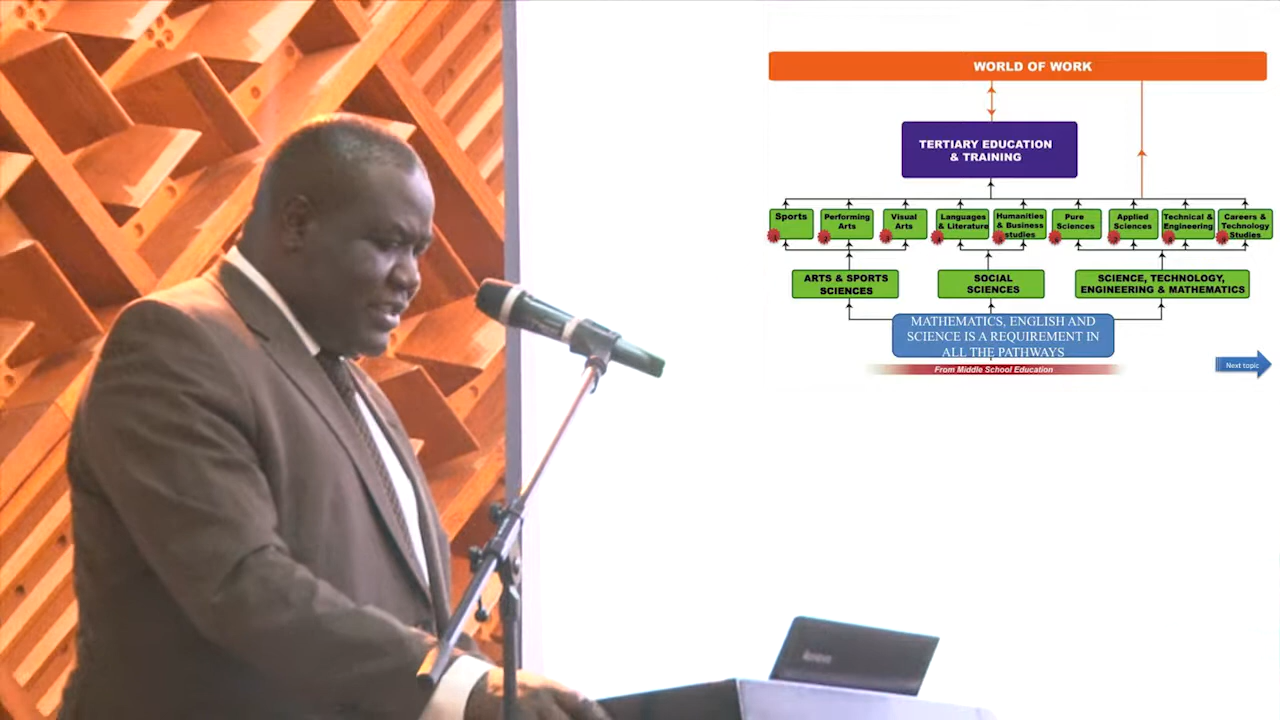 WORLD OF WORK
TERTIARY EDUCATION
& TRAINING
Sports
Performing
Arts
Visual
Arts
Languages
& Literature
Humanities
& Business
studies
Pure
Sciences
Applied
Sciences
Technical &
Engineering
Careers &
Technology
Studies
ARTS & SPORTS
SCIENCES
SOCIAL
SCIENCES
SCIENCE, TECHNOLOGY,
ENGINEERING & MATHEMATICS
MATHEMATICS, ENGLISH AND
SCIENCE IS A REQUIREMENT IN
ALL THE PATHWAYS
From Middle School Education
Next topic